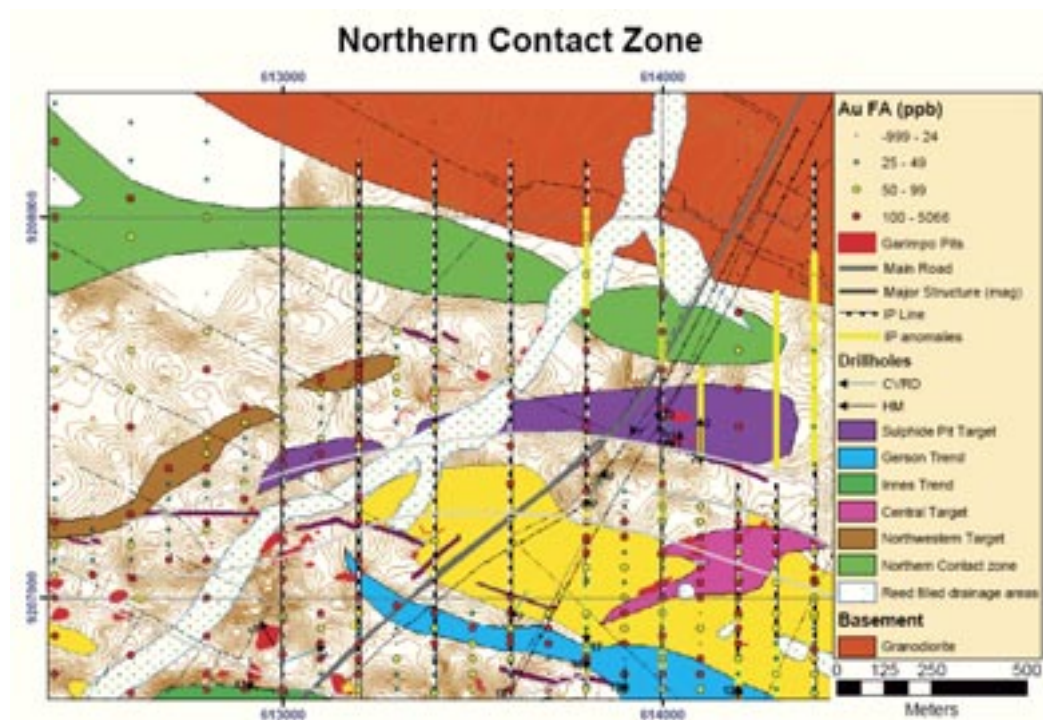 Northern Contact Zone
613000
614000
9208000
9207000
Au FA (ppb)
-999 - 24
25 - 49
50 - 99
100 - 5066
Garimpo Pits
Main Road
Major Structure (mag)
IP Line
IP anomalies
Drillholes
CVRD
HM
Sulphide Pit Target
Gerson Trend
Innes Trend
Central Target
Northwestern Target
Northern Contact zone
Reed filled drainage areas
Basement
Granodiorite
0 125 250 500
Meters
613000
614000